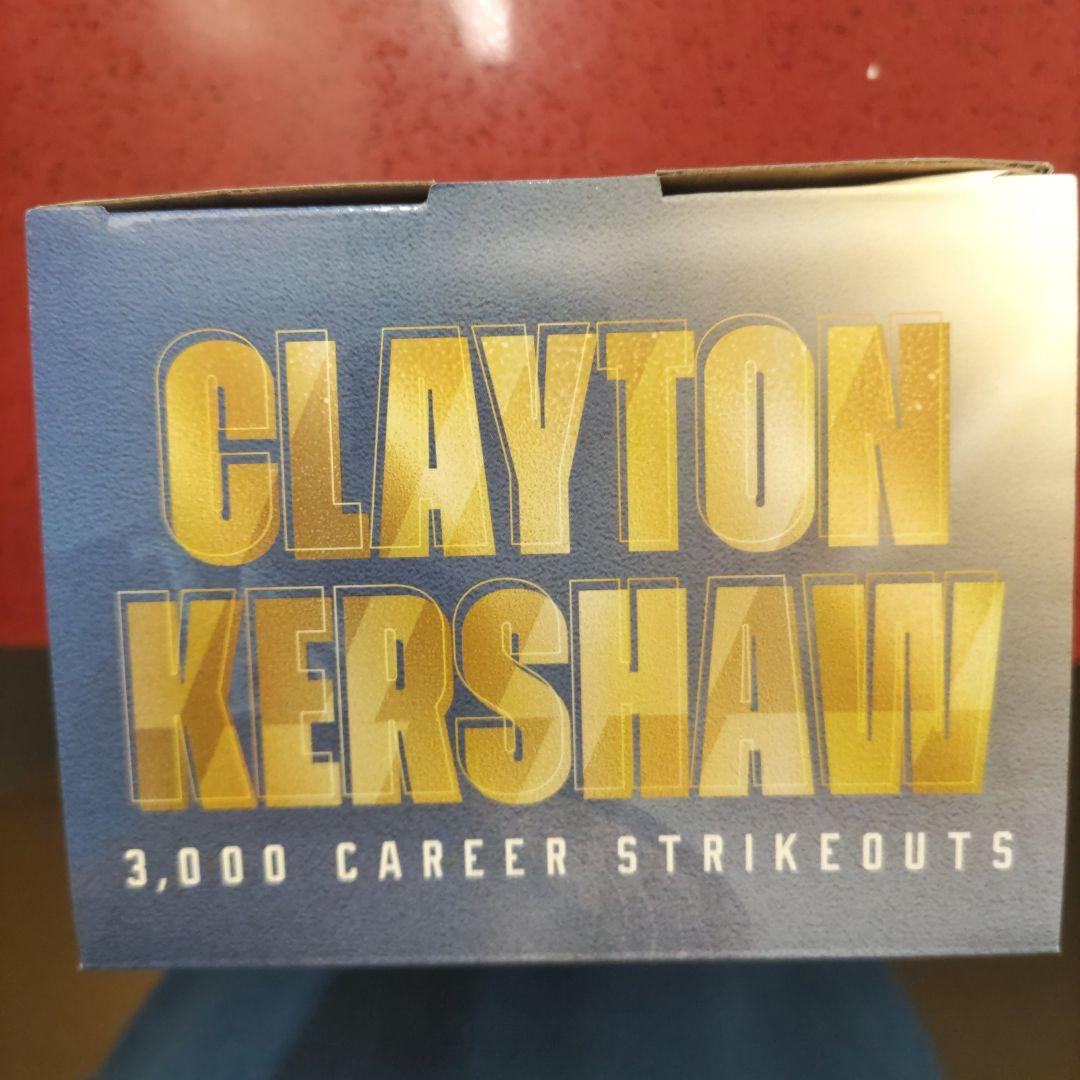 CLAYTON
KERSHAW
3,000 CAREER STRIKEOUTS